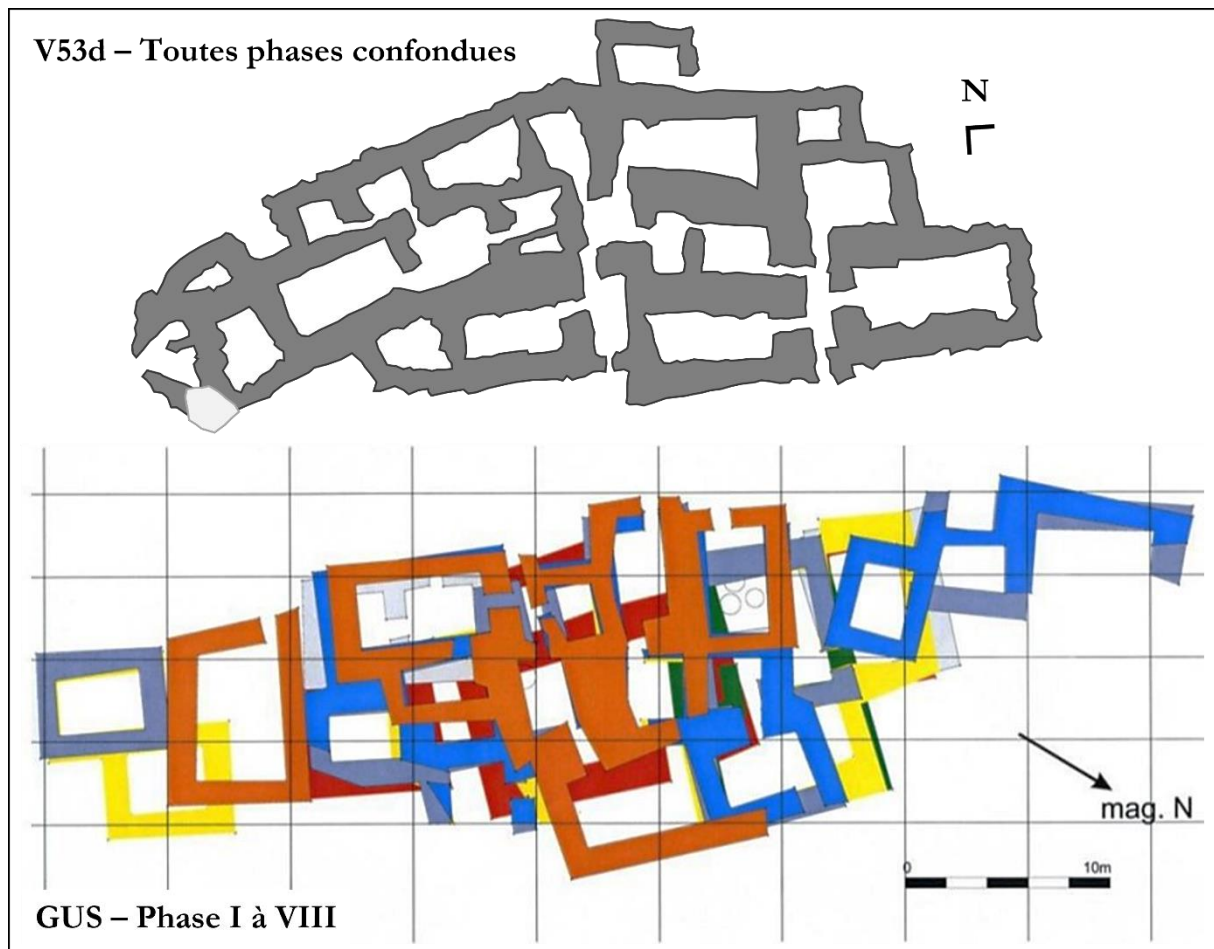 V53d – Toutes phases confondues
N
mag. N
0 10m
GUS – Phase I à VIII